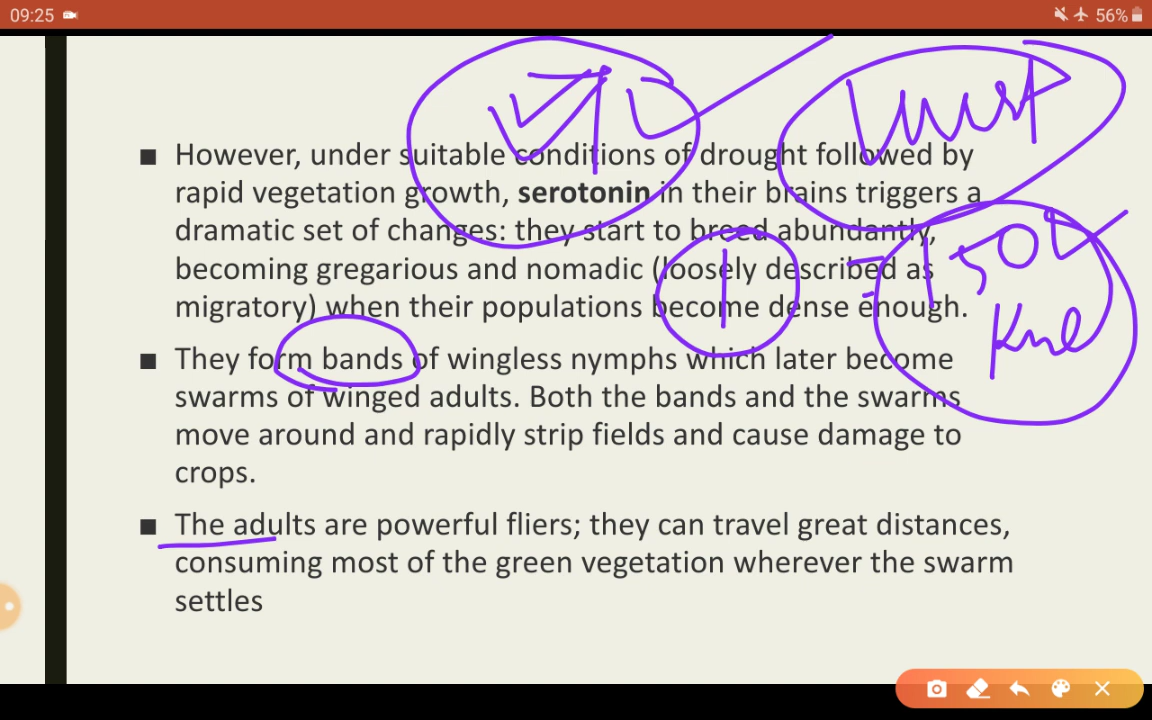 09:25
56%
■ However, under suitable conditions of drought followed by
rapid vegetation growth, serotonin in their brains triggers a
dramatic set of changes: they start to breed abundantly,
becoming gregarious and nomadic (loosely described as
migratory) when their populations become dense enough.
■ They form bands of wingless nymphs which later become
swarms of winged adults. Both the bands and the swarms
move around and rapidly strip fields and cause damage to
crops.
■ The adults are powerful fliers; they can travel great distances,
consuming most of the green vegetation wherever the swarm
settles